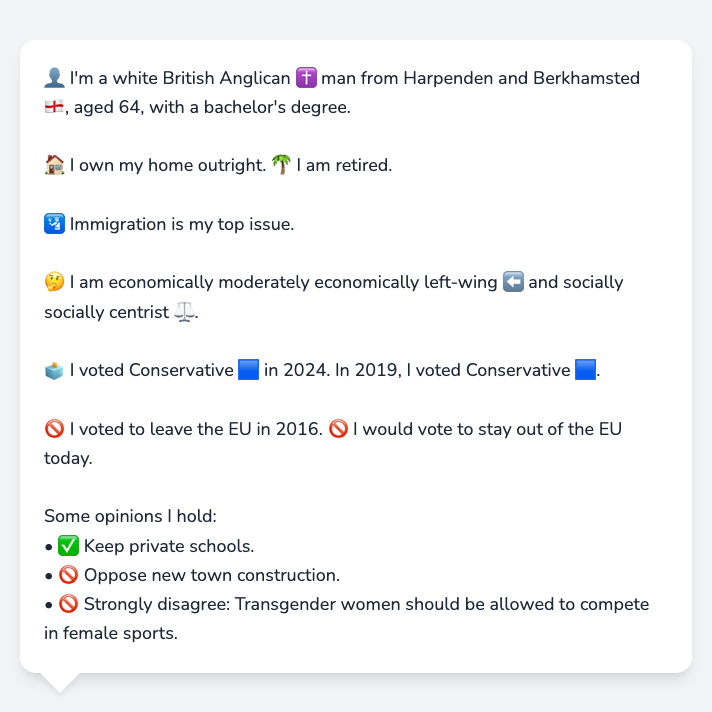 👤 I'm a white British Anglican ✝️ man from Harpenden and Berkhamsted
🏴󠁧󠁢󠁥󠁮󠁧󠁿, aged 64, with a bachelor's degree.
🏠 I own my home outright. 🌴 I am retired.
🛂 Immigration is my top issue.
🤔 I am economically moderately economically left-wing ⬅️ and socially
socially centrist ⚖️.
🗳️ I voted Conservative 🟦 in 2024. In 2019, I voted Conservative 🟦.
🚫 I voted to leave the EU in 2016. 🚫 I would vote to stay out of the EU
today.
Some opinions I hold:
• ✅ Keep private schools.
• 🚫 Oppose new town construction.
• 🚫 Strongly disagree: Transgender women should be allowed to compete
in female sports.